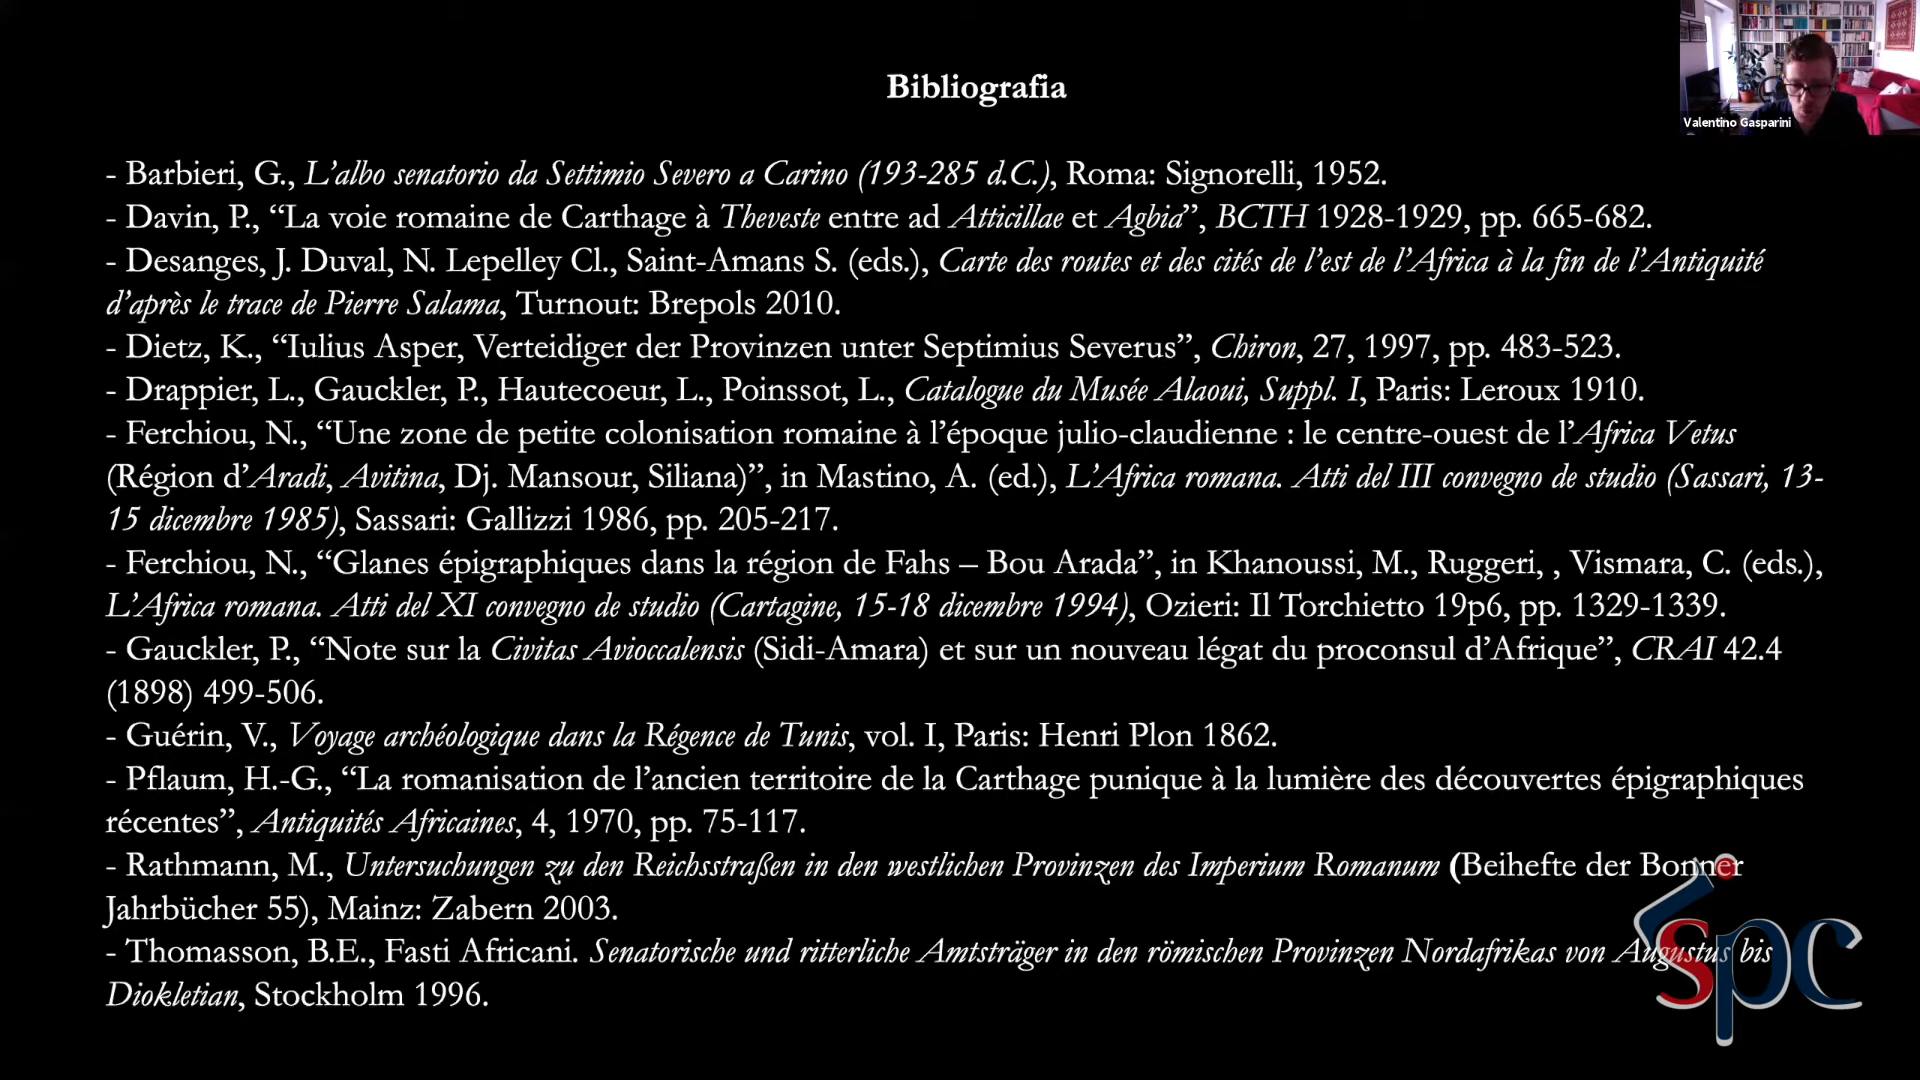 Bibliografia
Valentino Gasparini
- Barbieri, G., L’albo senatorio da Settimio Severo a Carino (193-285 d.C.), Roma: Signorelli, 1952.
- Davin, P., “La voie romaine de Carthage à Theveste entre ad Atticillae et Agbia”, BCTH 1928-1929, pp. 665-682.
- Desanges, J. Duval, N. Lepelley Cl., Saint-Amans S. (eds.), Carte des routes et des cités de l’est de l’Africa à la fin de l’Antiquité
d’après le trace de Pierre Salama, Turnout: Brepols 2010.
- Dietz, K., “Iulius Asper, Verteidiger der Provinzen unter Septimius Severus”, Chiron, 27, 1997, pp. 483-523.
- Drappier, L., Gauckler, P., Hautecoeur, L., Poinssot, L., Catalogue du Musée Alaoui, Suppl. I, Paris: Leroux 1910.
- Ferchiou, N., “Une zone de petite colonisation romaine à l’époque julio-claudienne : le centre-ouest de l’Africa Vetus
(Région d’Aradi, Avitina, Dj. Mansour, Siliana)”, in Mastino, A. (ed.), L’Africa romana. Atti del III convegno de studio (Sassari, 13-
15 dicembre 1985), Sassari: Gallizzi 1986, pp. 205-217.
- Ferchiou, N., “Glanes épigraphiques dans la région de Fahs – Bou Arada”, in Khanoussi, M., Ruggeri, , Vismara, C. (eds.),
L’Africa romana. Atti del XI convegno de studio (Cartagine, 15-18 dicembre 1994), Ozieri: Il Torchietto 19p6, pp. 1329-1339.
- Gauckler, P., “Note sur la Civitas Avioccalensis (Sidi-Amara) et sur un nouveau légat du proconsul d’Afrique”, CRAI 42.4
(1898) 499-506.
- Guérin, V., Voyage archéologique dans la Régence de Tunis, vol. I, Paris: Henri Plon 1862.
- Pflaum, H.-G., “La romanisation de l’ancien territoire de la Carthage punique à la lumière des découvertes épigraphiques
récentes”, Antiquités Africaines, 4, 1970, pp. 75-117.
- Rathmann, M., Untersuchungen zu den Reichsstraßen in den westlichen Provinzen des Imperium Romanum (Beihefte der Bonner
Jahrbücher 55), Mainz: Zabern 2003.
- Thomasson, B.E., Fasti Africani. Senatorische und ritterliche Amtsträger in den römischen Provinzen Nordafrikas von Augustus bis
Diokletian, Stockholm 1996.
spc